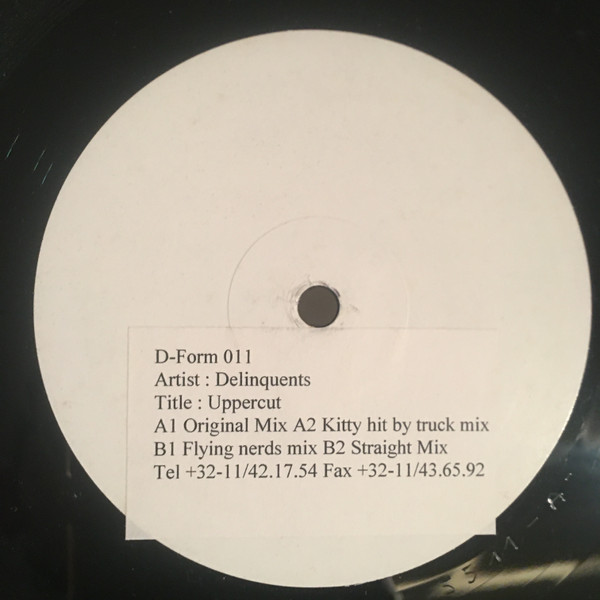 D-Form 011
Artist : Delinquents
Title : Uppercut
A1 Original Mix A2 Kitty hit by truck mix
B1 Flying nerds mix B2 Straight Mix
Tel +32-11/42.17.54 Fax +32-11/43.65.92